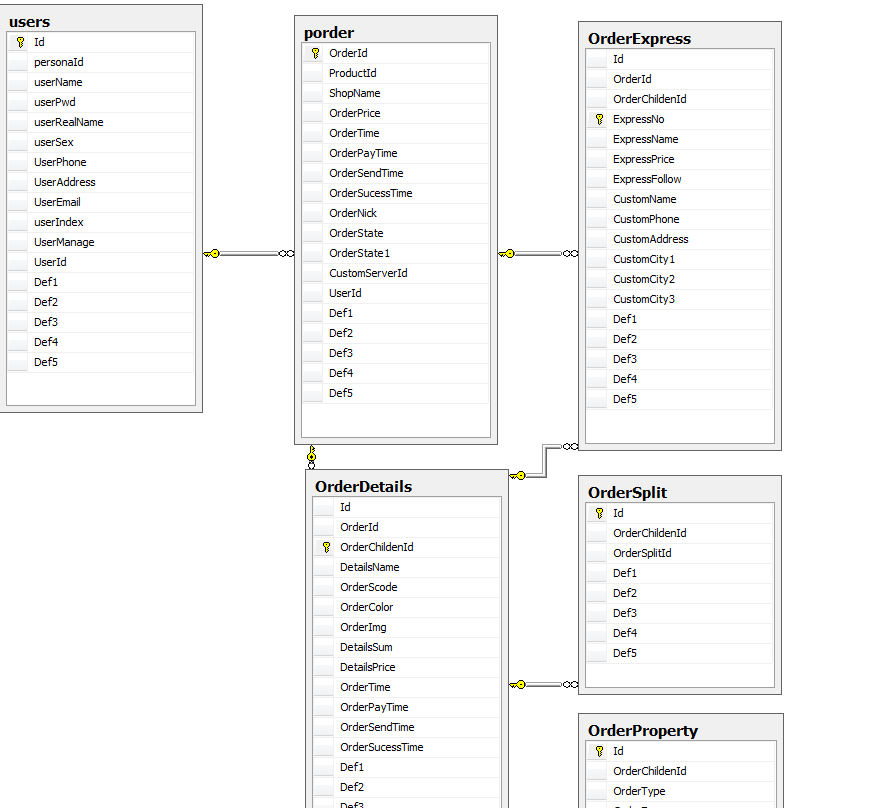 users
Id
personaId
userName
userPwd
userRealName
userSex
UserPhone
UserAddress
UserEmail
userIndex
UserManage
UserId
Def1
Def2
Def3
Def4
Def5
porder
OrderId
ProductId
ShopName
OrderPrice
OrderTime
OrderPayTime
OrderSendTime
OrderSucessTime
OrderNick
OrderState
OrderState1
CustomServerId
UserId
Def1
Def2
Def3
Def4
Def5
OrderExpress
Id
OrderId
OrderChildenId
ExpressNo
ExpressName
ExpressPrice
ExpressFollow
CustomName
CustomPhone
CustomAddress
CustomCity1
CustomCity2
CustomCity3
Def1
Def2
Def3
Def4
Def5
OrderDetails
Id
OrderId
OrderChildenId
DetailsName
OrderScode
OrderColor
OrderImg
DetailsSum
DetailsPrice
OrderTime
OrderPayTime
OrderSendTime
OrderSucessTime
Def1
Def2
Def3
OrderSplit
Id
OrderChildenId
OrderSplitId
Def1
Def2
Def3
Def4
Def5
OrderProperty
Id
OrderChildenId
OrderType